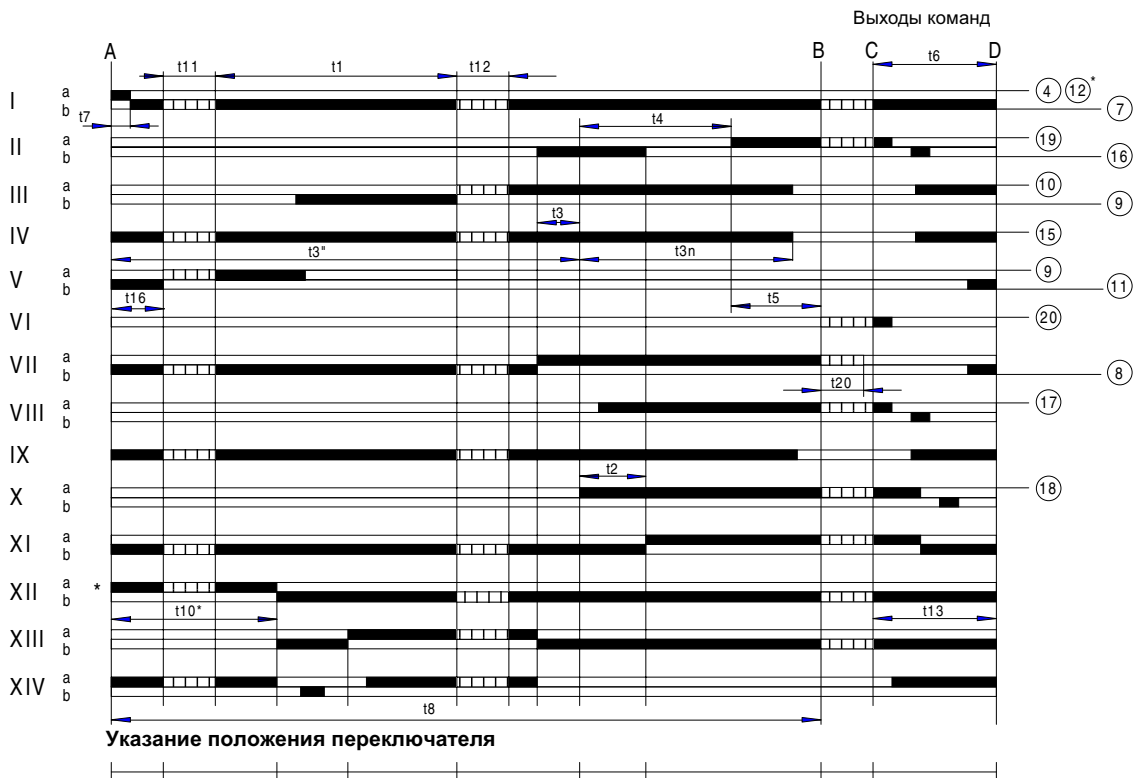 Выходы команд
A B C D
t11 t1 t12 t6
I a b 4 12 * 7
t7 t4
II a b 19 16
III a b 10 9
t3
IV 15
t3" t3n
V a b 9 11
t16 t5
VI 20
VII a b 8
t20
VIII a b 17
IX
t2
X a b 18
XI a b
XII a b *
t10* t13
XIII a b
XIV a b
t8
Указание положения переключателя